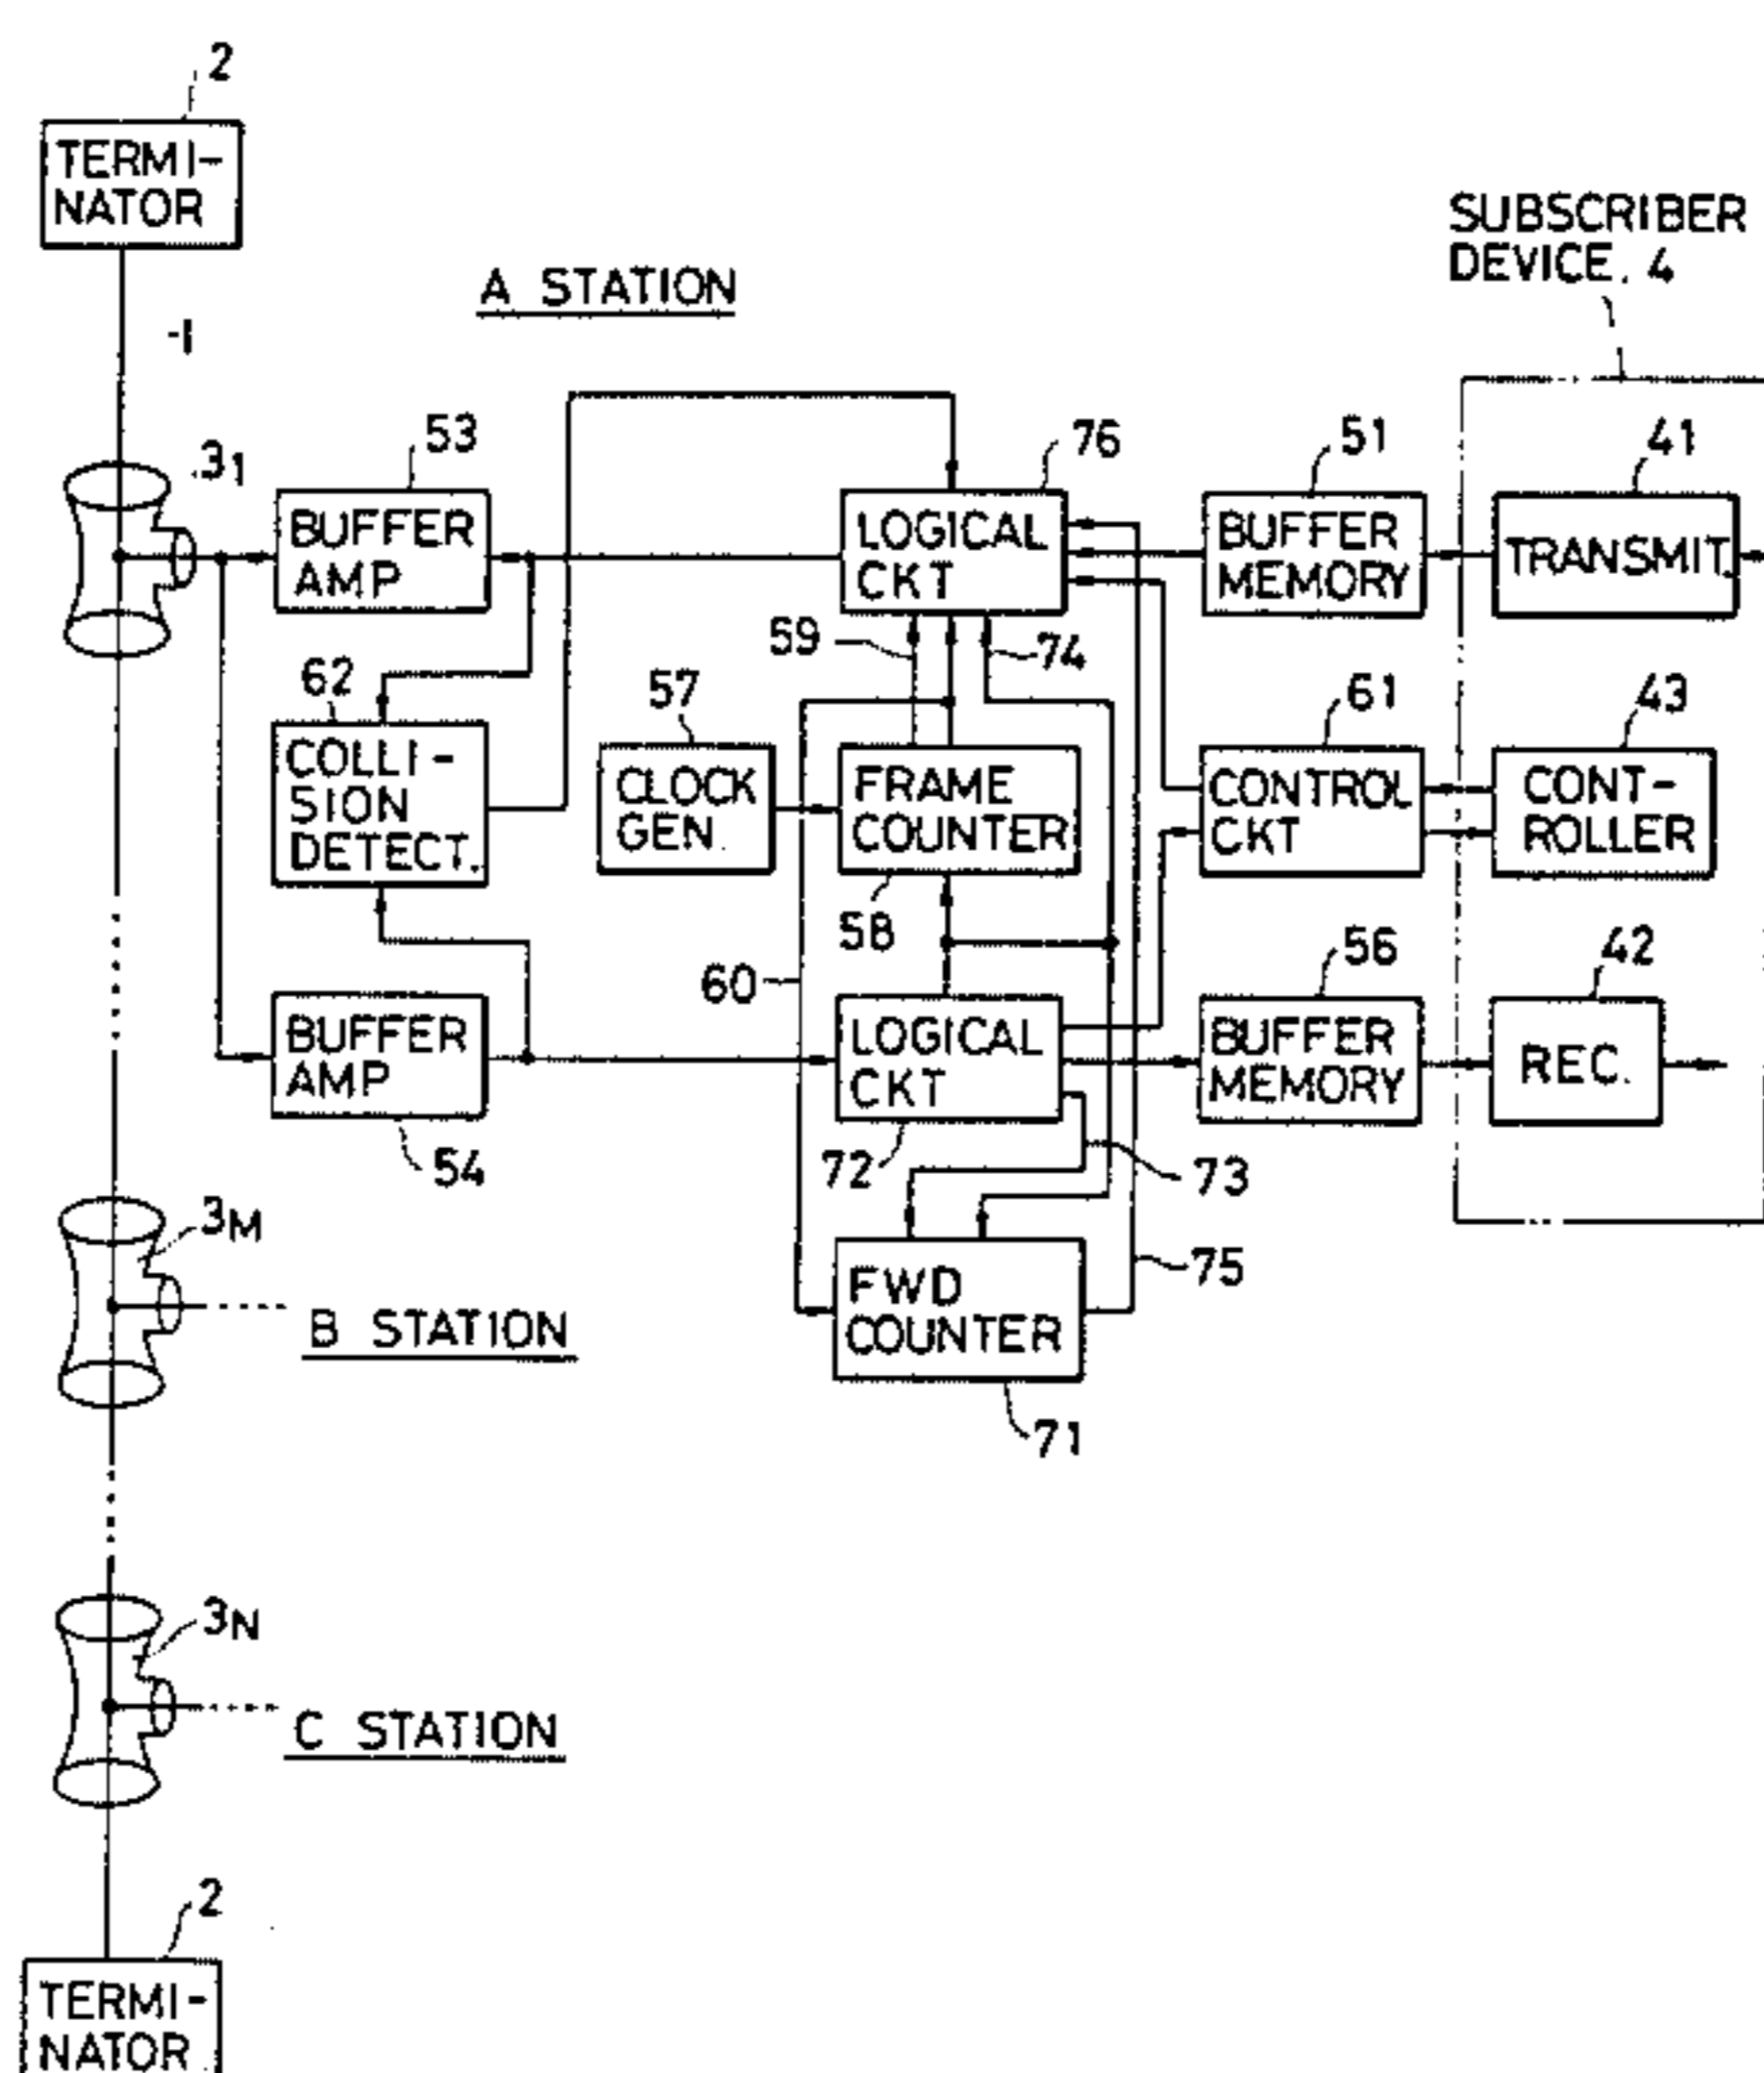 2
TERMI-
NATOR
SUBSCRIBER
DEVICE. 4
A STATION
-1
3₁
53
76
51
41
BUFFER
AMP
LOGICAL
CKT
BUFFER
MEMORY
TRANSMIT.
59
74
62
57
61
43
COLLI-
SION
DETECT.
CLOCK
GEN.
FRAME
COUNTER
CONTROL
CKT
CONT-
ROLLER
58
60
56
42
BUFFER
AMP
LOGICAL
CKT
BUFFER
MEMORY
REC.
54
72
73
3M
75
FWD
COUNTER
B STATION
71
3N
C STATION
2
TERMI-
NATOR